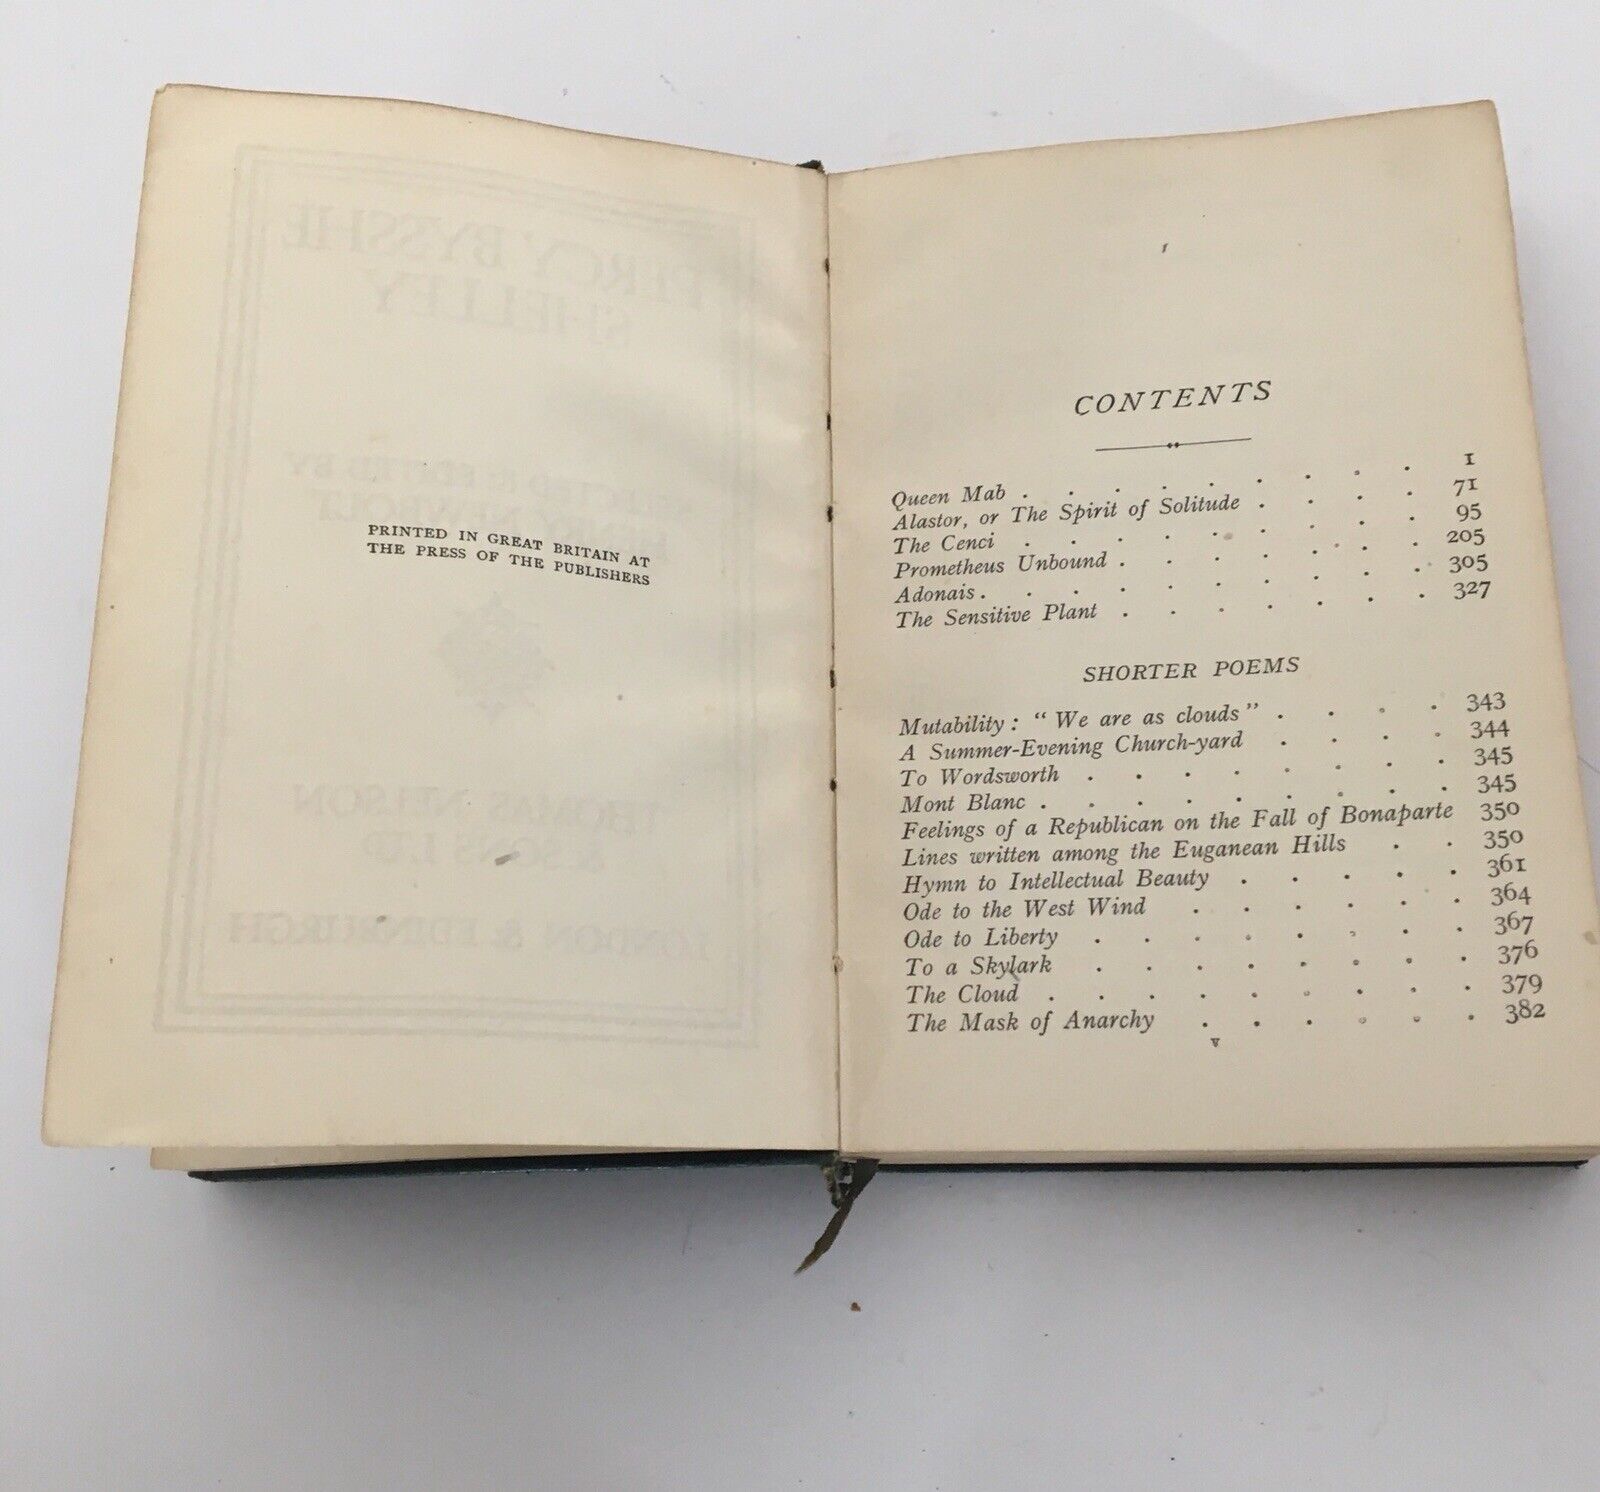 PRINTED IN GREAT BRITAIN AT
THE PRESS OF THE PUBLISHERS
CONTENTS
Queen Mab . . . . . . . . . 1
Alastor, or The Spirit of Solitude . . . . 71
The Cenci . . . . . . . . . 95
Prometheus Unbound . . . . . . . 205
Adonais . . . . . . . . . . 305
The Sensitive Plant . . . . . . . 327
SHORTER POEMS
Mutability: "We are as clouds" . . . . 343
A Summer-Evening Church-yard . . . . 344
To Wordsworth . . . . . . . . 345
Mont Blanc . . . . . . . . . 345
Feelings of a Republican on the Fall of Bonaparte 350
Lines written among the Euganean Hills . . 350
Hymn to Intellectual Beauty . . . . . 361
Ode to the West Wind . . . . . . 364
Ode to Liberty . . . . . . . . 367
To a Skylark . . . . . . . . 376
The Cloud . . . . . . . . . 379
The Mask of Anarchy . . . . . . 382
v